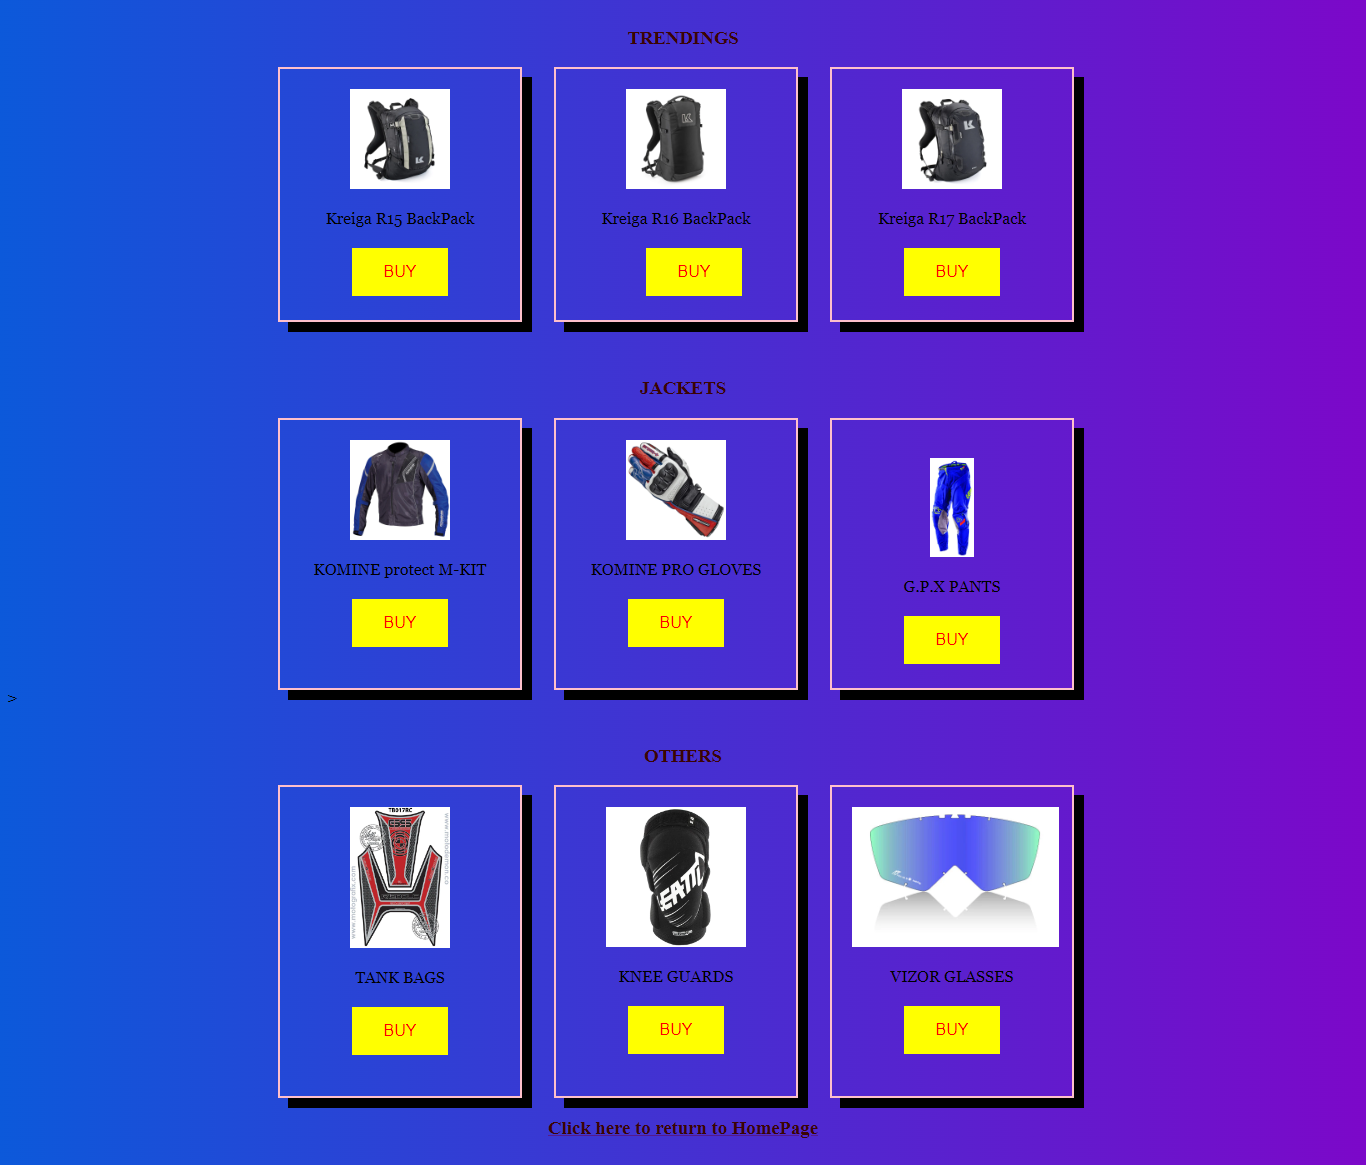 TRENDINGS
Kreiga R15 BackPack
Kreiga R16 BackPack
Kreiga R17 BackPack
BUY
BUY
BUY
JACKETS
KOMINE protect M-KIT
KOMINE PRO GLOVES
G.P.X PANTS
BUY
BUY
BUY
>
OTHERS
TB017RC
TANK BAGS
KNEE GUARDS
VIZOR GLASSES
BUY
BUY
BUY
Click here to return to HomePage